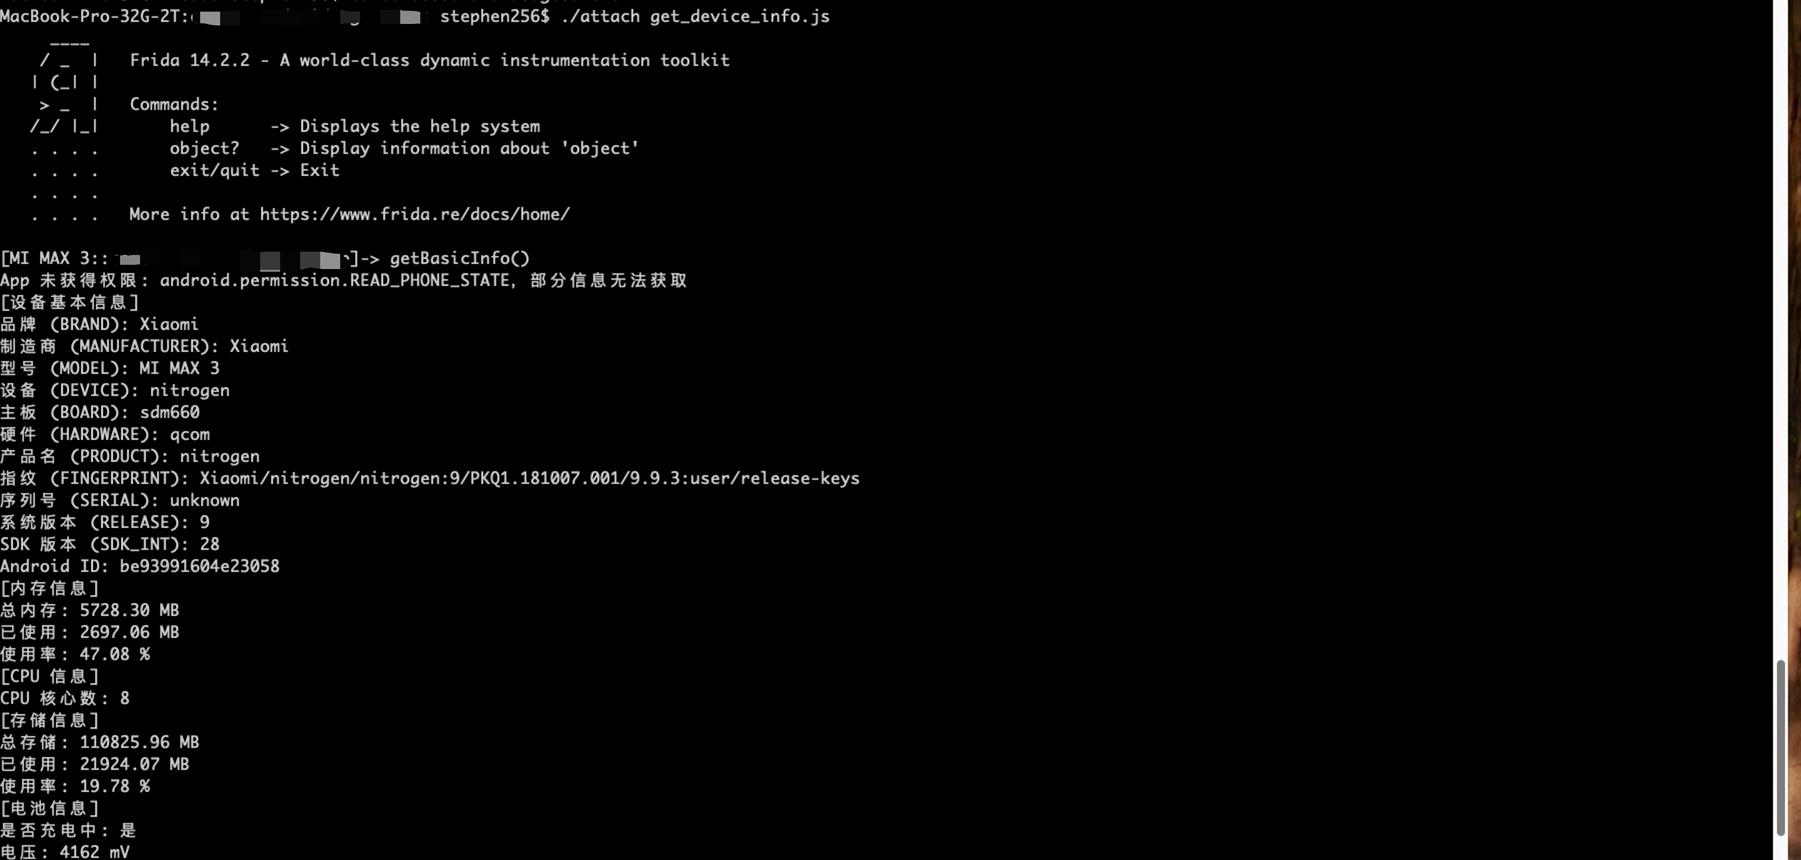 MacBook-Pro-32G-2T: stephen256$ ./attach get_device_info.js
____
/ _ | Frida 14.2.2 - A world-class dynamic instrumentation toolkit
| (_| |
> _ | Commands:
/_/ |_| help -> Displays the help system
. . . . object? -> Display information about 'object'
. . . . exit/quit -> Exit
. . . .
. . . . More info at https://www.frida.re/docs/home/
[MI MAX 3:: ]-> getBasicInfo()
App 未获得权限: android.permission.READ_PHONE_STATE, 部分信息无法获取
[设备基本信息]
品牌 (BRAND): Xiaomi
制造商 (MANUFACTURER): Xiaomi
型号 (MODEL): MI MAX 3
设备 (DEVICE): nitrogen
主板 (BOARD): sdm660
硬件 (HARDWARE): qcom
产品名 (PRODUCT): nitrogen
指纹 (FINGERPRINT): Xiaomi/nitrogen/nitrogen:9/PKQ1.181007.001/9.9.3:user/release-keys
序列号 (SERIAL): unknown
系统版本 (RELEASE): 9
SDK 版本 (SDK_INT): 28
Android ID: be93991604e23058
[内存信息]
总内存: 5728.30 MB
已使用: 2697.06 MB
使用率: 47.08 %
[CPU 信息]
CPU 核心数: 8
[存储信息]
总存储: 110825.96 MB
已使用: 21924.07 MB
使用率: 19.78 %
[电池信息]
是否充电中: 是
电压: 4162 mV